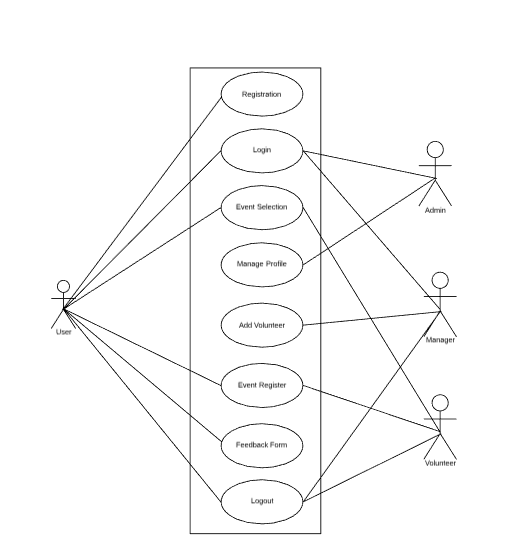 Registration
Login
Event Selection
Manage Profile
Add Volunteer
Event Register
Feedback Form
Logout
User
Admin
Manager
Volunteer